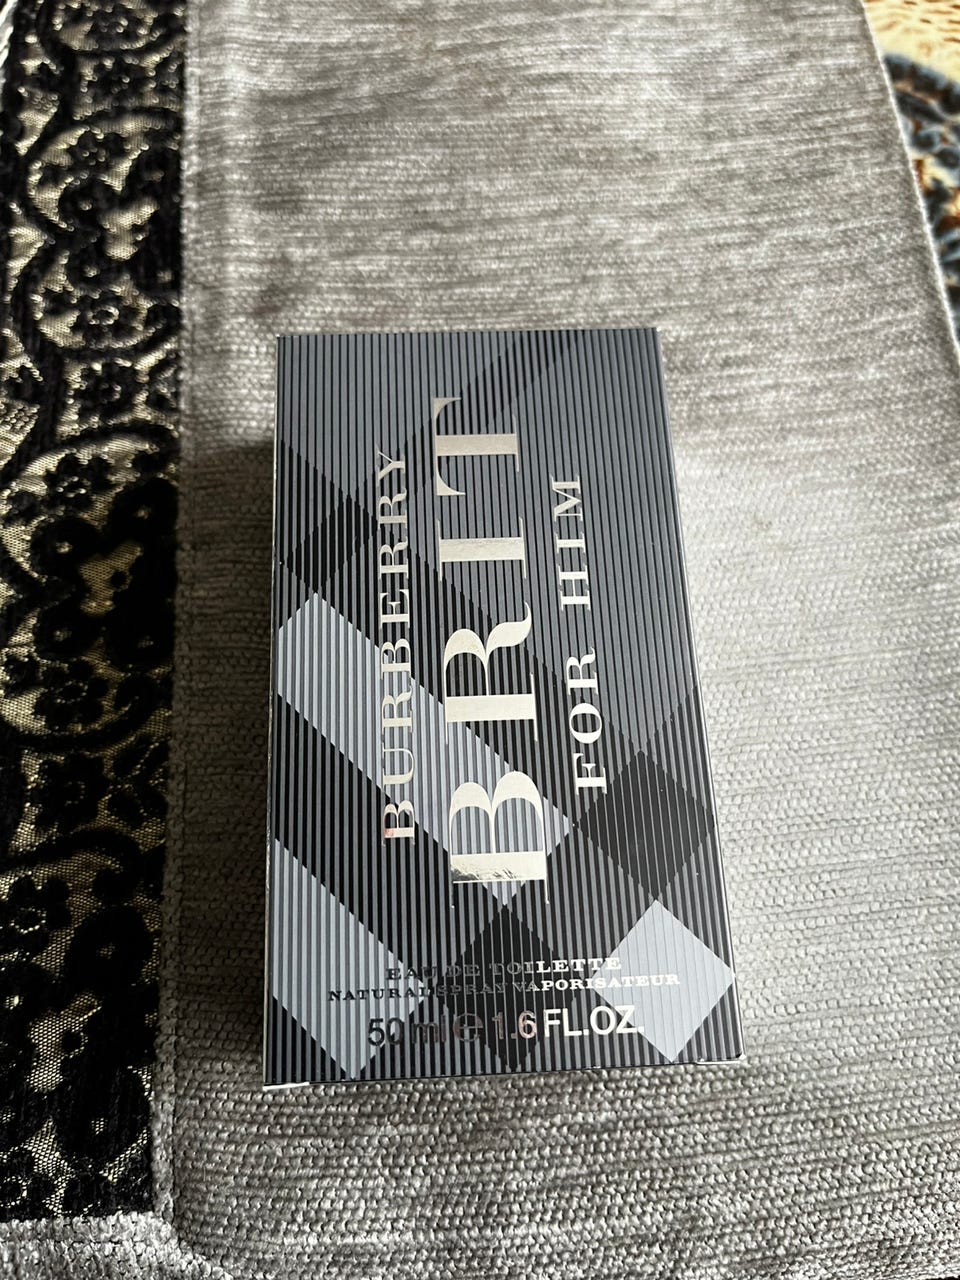 BURBERRY
BRIT
FOR HIM
EAU DE TOILETTE
NATURAL SPRAY VAPORISATEUR
50 ml ℮ 1.6 FL.OZ.